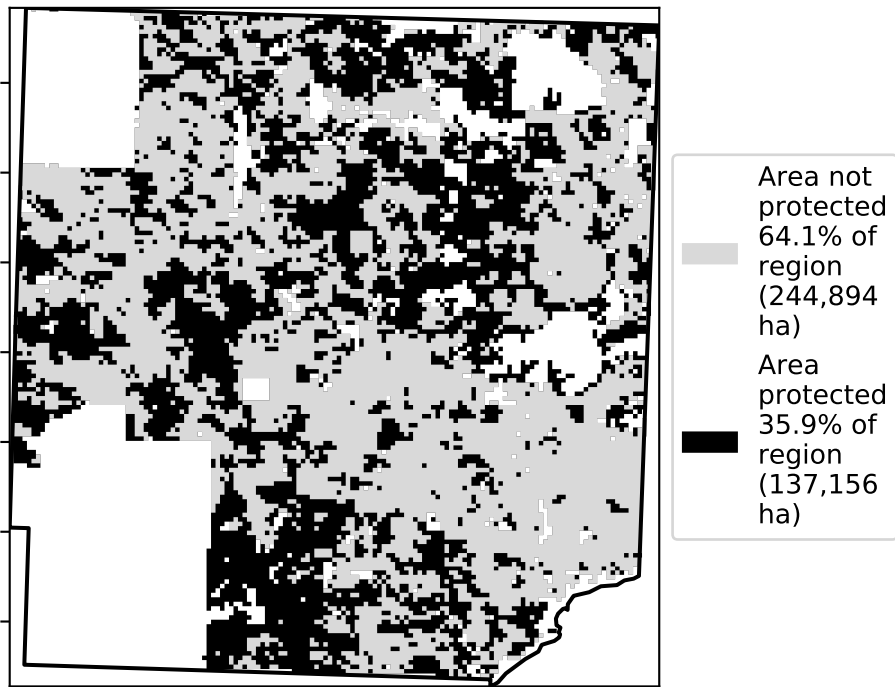 Area not
protected
64.1% of
region
(244,894
ha)
Area
protected
35.9% of
region
(137,156
ha)